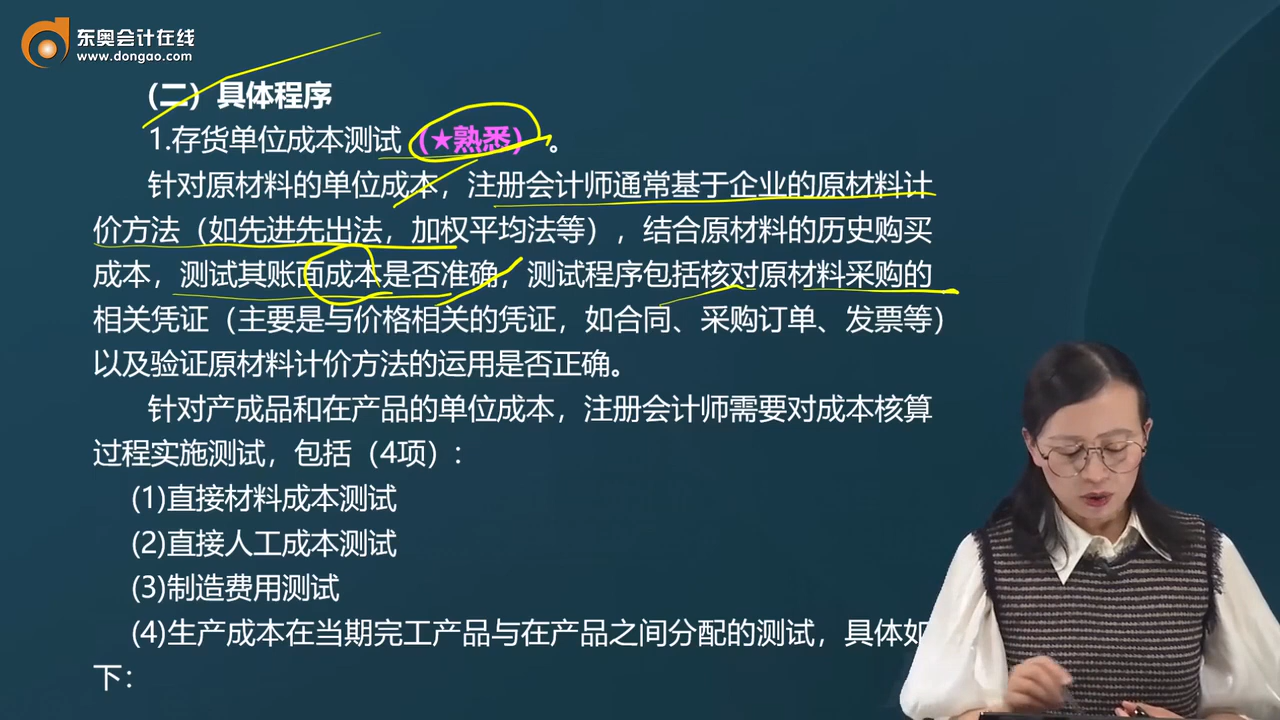 东奥会计在线
www.dongao.com
（二）具体程序
1.存货单位成本测试（★熟悉）。
针对原材料的单位成本，注册会计师通常基于企业的原材料计
价方法（如先进先出法，加权平均法等），结合原材料的历史购买
成本，测试其账面成本是否准确，测试程序包括核对原材料采购的
相关凭证（主要是与价格相关的凭证，如合同、采购订单、发票等）
以及验证原材料计价方法的运用是否正确。
针对产成品和在产品的单位成本，注册会计师需要对成本核算
过程实施测试，包括（4项）：
(1)直接材料成本测试
(2)直接人工成本测试
(3)制造费用测试
(4)生产成本在当期完工产品与在产品之间分配的测试，具体如
下：